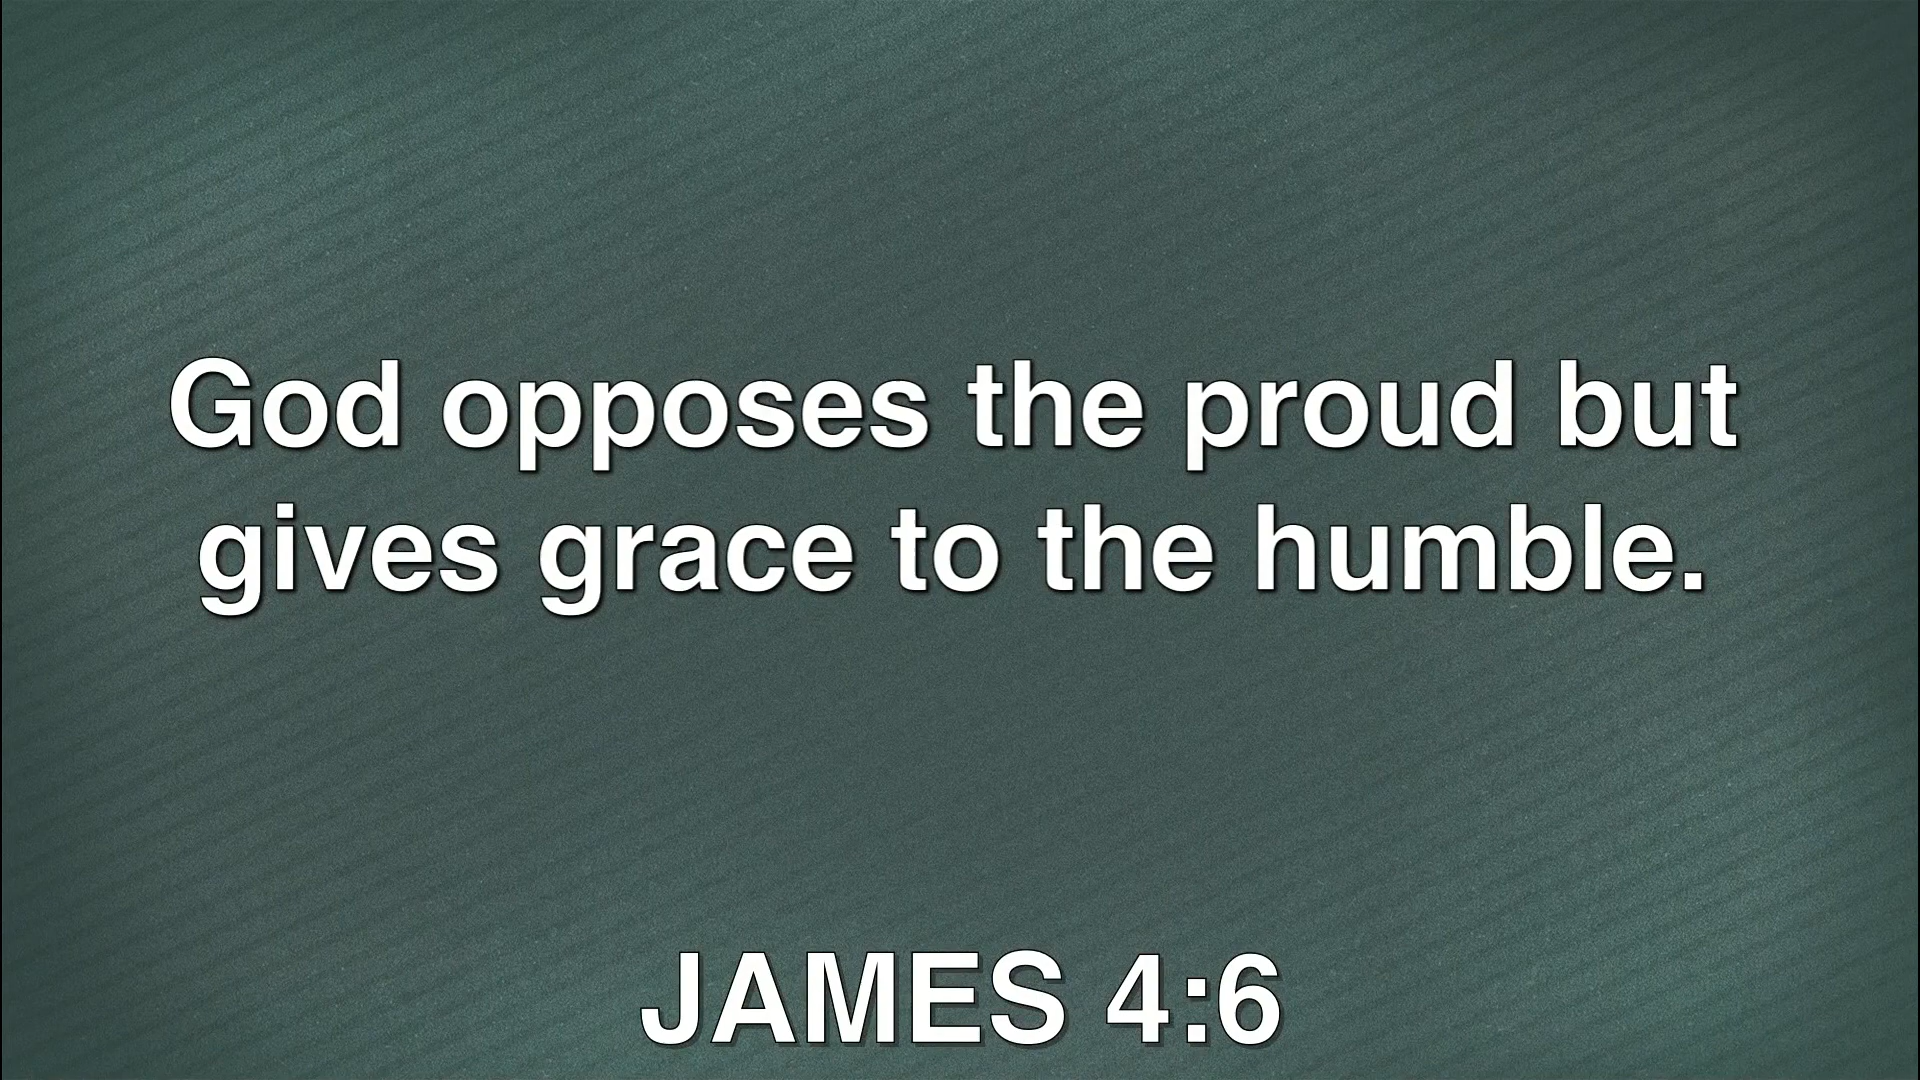 God opposes the proud but
gives grace to the humble.
JAMES 4:6